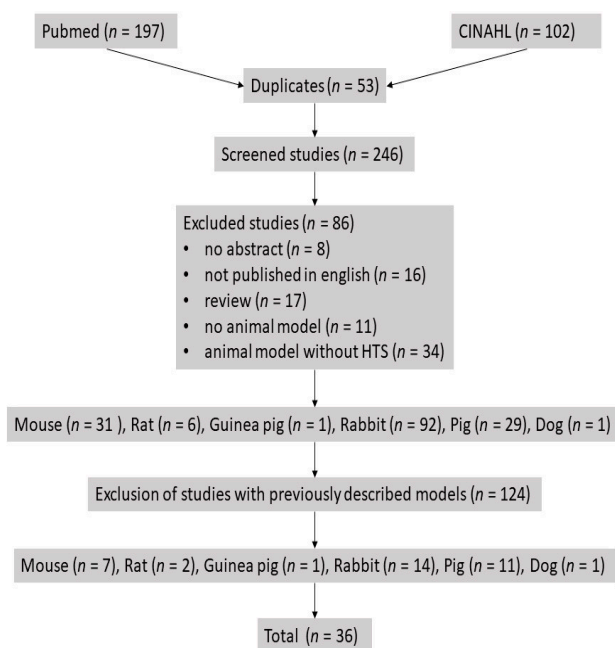 Pubmed (n = 197)
CINAHL (n = 102)
Duplicates (n = 53)
Screened studies (n = 246)
Excluded studies (n = 86)
• no abstract (n = 8)
• not published in english (n = 16)
• review (n = 17)
• no animal model (n = 11)
• animal model without HTS (n = 34)
Mouse (n = 31 ), Rat (n = 6), Guinea pig (n = 1), Rabbit (n = 92), Pig (n = 29), Dog (n = 1)
Exclusion of studies with previously described models (n = 124)
Mouse (n = 7), Rat (n = 2), Guinea pig (n = 1), Rabbit (n = 14), Pig (n = 11), Dog (n = 1)
Total (n = 36)